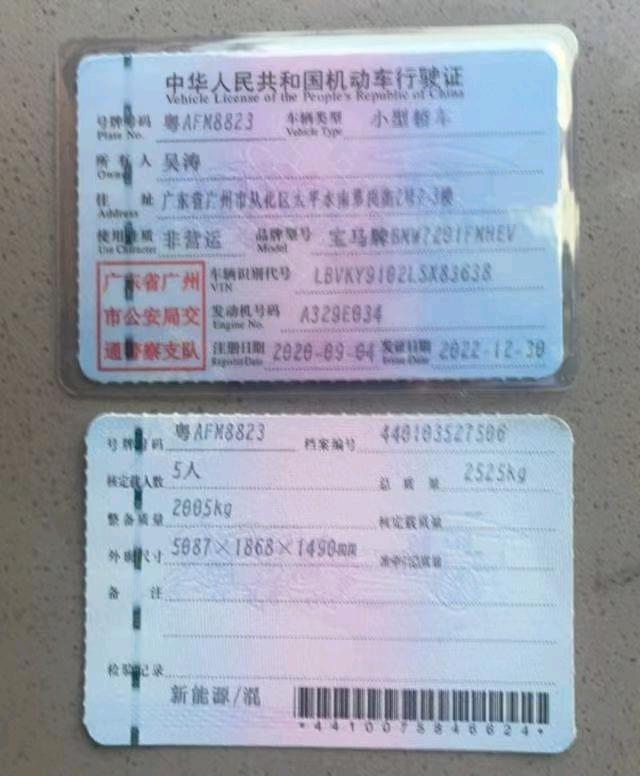 中华人民共和国机动车行驶证
Vehicle License of the People's Republic of China
号牌号码 粤AFM8823 车辆类型 小型轿车
Plate No. Vehicle Type
所有人 吴涛
Owner
住址 广东省广州市从化区太平水南 街2号2-3楼
Address
使用性质 非营运 品牌型号 宝马牌BMW7201FMHEV
Use Character Model
广东省广州 车辆识别代号 LBVKY9102LSX83638
VIN
市公安局交 发动机号码 A329E034
Engine No.
通警察支队 注册日期 2020-09-04 发证日期 2022-12-30
Register Date Issue Date
号牌号码 粤AFM8823 档案编号 440103527506
核定载人数 5人 总质量 2525kg
整备质量 2005kg 核定载质量
外廓尺寸 5087×1868×1490mm 准牵引总质量
备注
检验记录
新能源/混
*4410075846624*